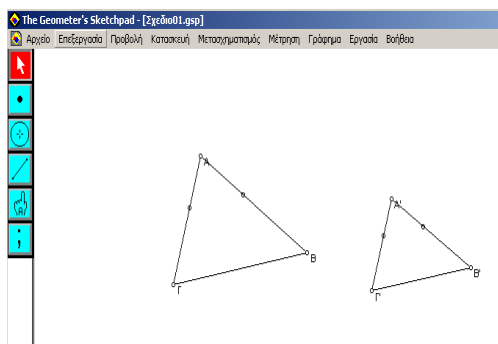 The Geometer's Sketchpad - [Σχεδιο01.gsp]
Αρχείο Επεξεργασία Προβολή Κατασκευή Μετασχηματισμός Μέτρηση Γράφημα Εργασία Βοήθεια
A
A
A'
B
B'
Γ
Γ'